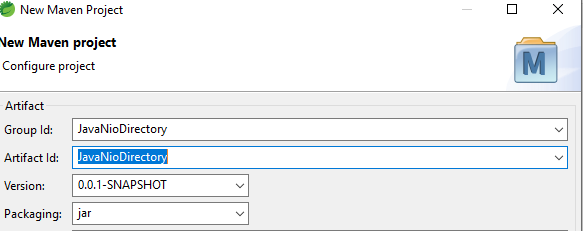 New Maven Project
New Maven project
Configure project
M
Artifact
Group Id: JavaNioDirectory
Artifact Id: JavaNioDirectory
Version: 0.0.1-SNAPSHOT
Packaging: jar